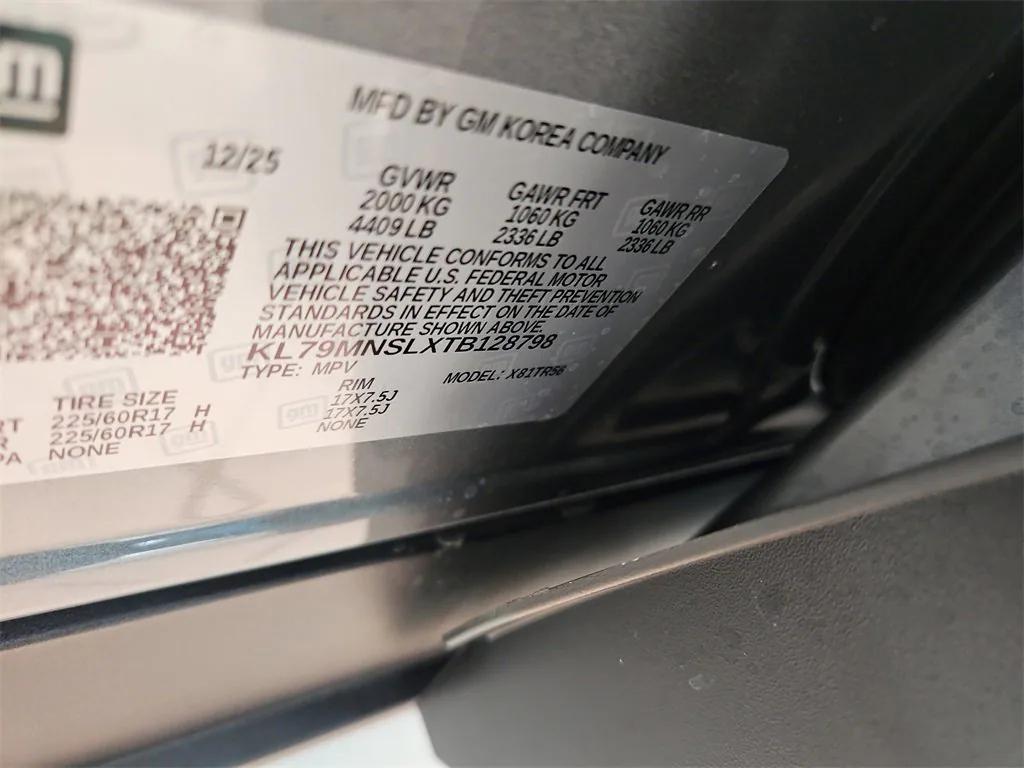 gm
MFD BY GM KOREA COMPANY
12/25
GVWR GAWR FRT GAWR RR
2000 KG 1060 KG 1060 KG
4409 LB 2336 LB 2336 LB
THIS VEHICLE CONFORMS TO ALL
APPLICABLE U.S. FEDERAL MOTOR
VEHICLE SAFETY AND THEFT PREVENTION
STANDARDS IN EFFECT ON THE DATE OF
MANUFACTURE SHOWN ABOVE.
KL79MNSLXTB128798
TYPE: MPV MODEL: X81TR56
TIRE SIZE RIM
RT 225/60R17 H 17X7.5J
R 225/60R17 H 17X7.5J
PA NONE NONE